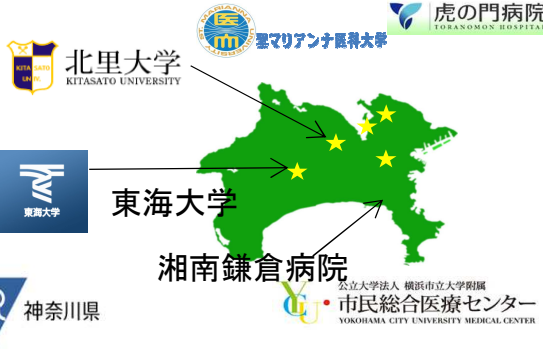 虎の門病院
TORANOMON HOSPITAL
聖マリアンナ医科大学
北里大学
KITASATO UNIVERSITY
東海大学
東海大学
湘南鎌倉病院
公立大学法人 横浜市立大学附属
市民総合医療センター
YOKOHAMA CITY UNIVERSITY MEDICAL CENTER
神奈川県